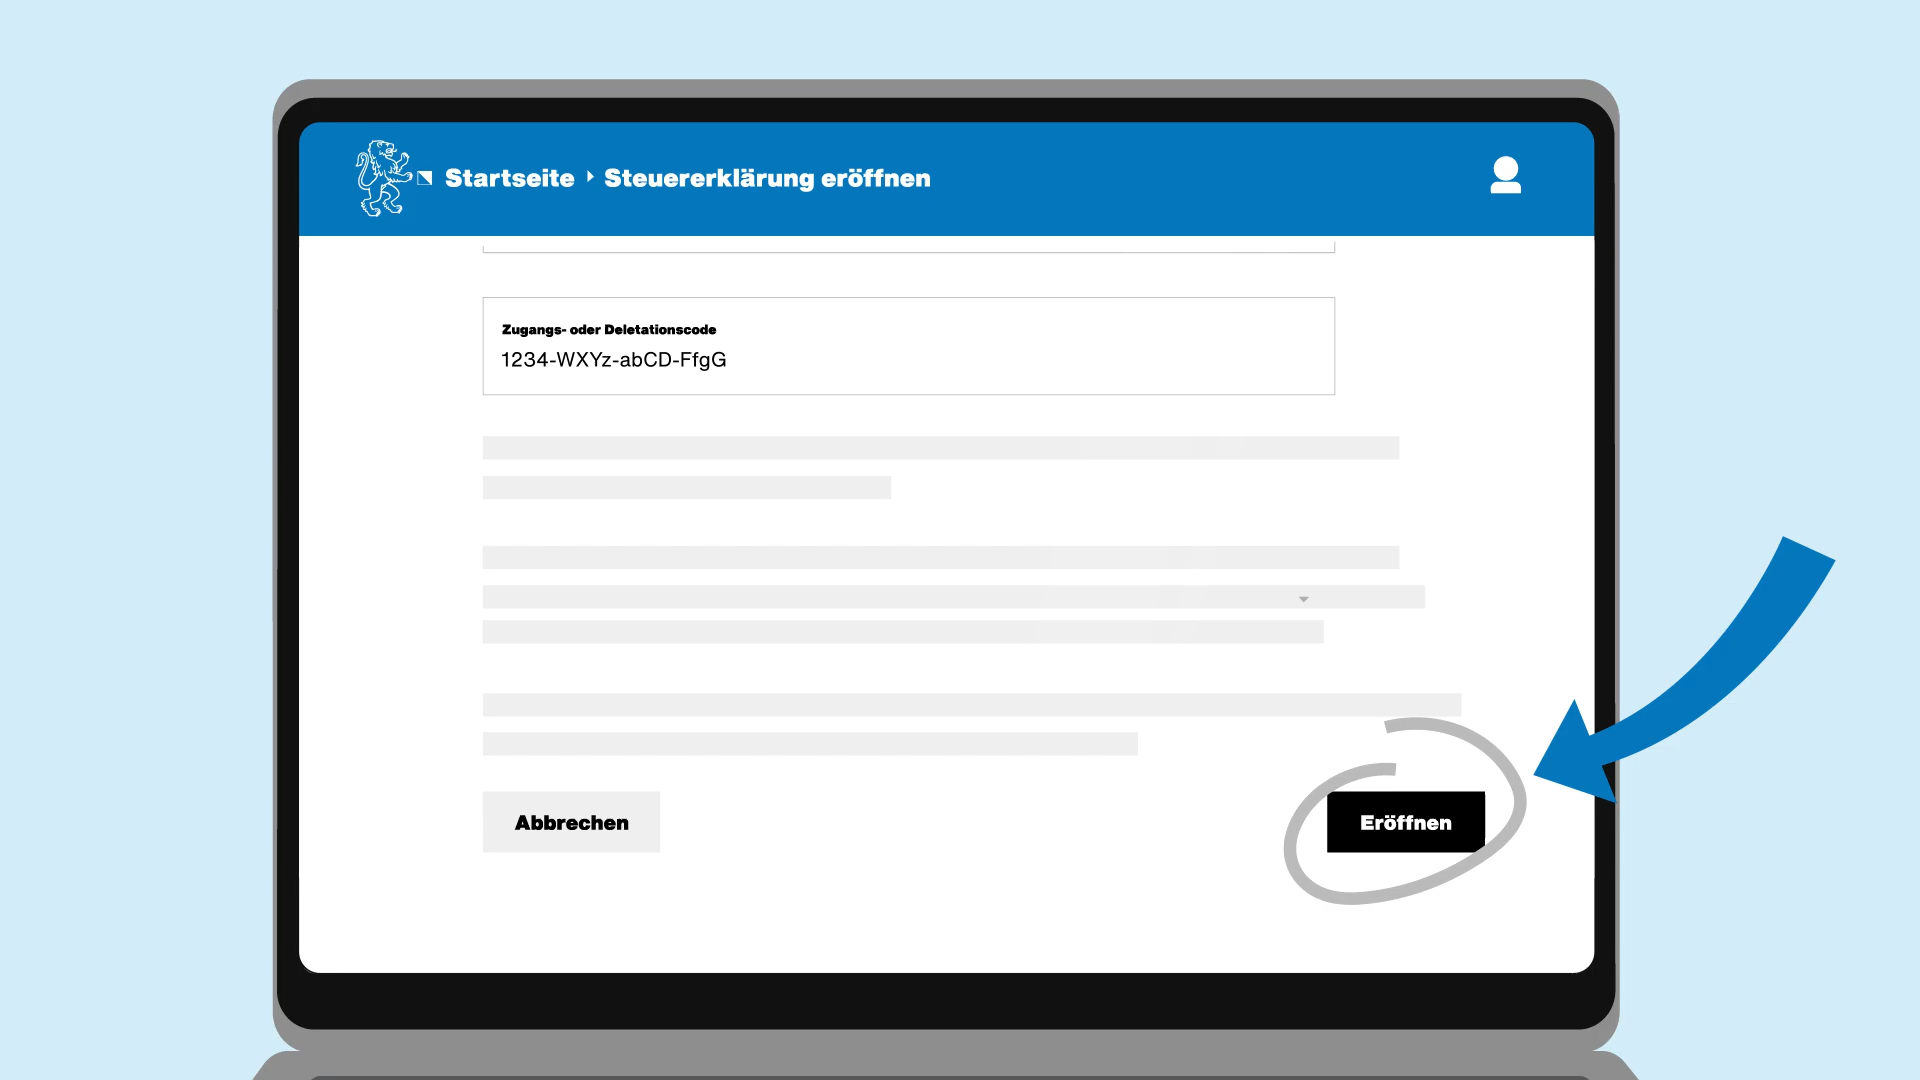 Startseite Steuererklärung eröffnen
Zugangs- oder Deletationscode
1234-WXYz-abCD-FfgG
Abbrechen
Eröffnen